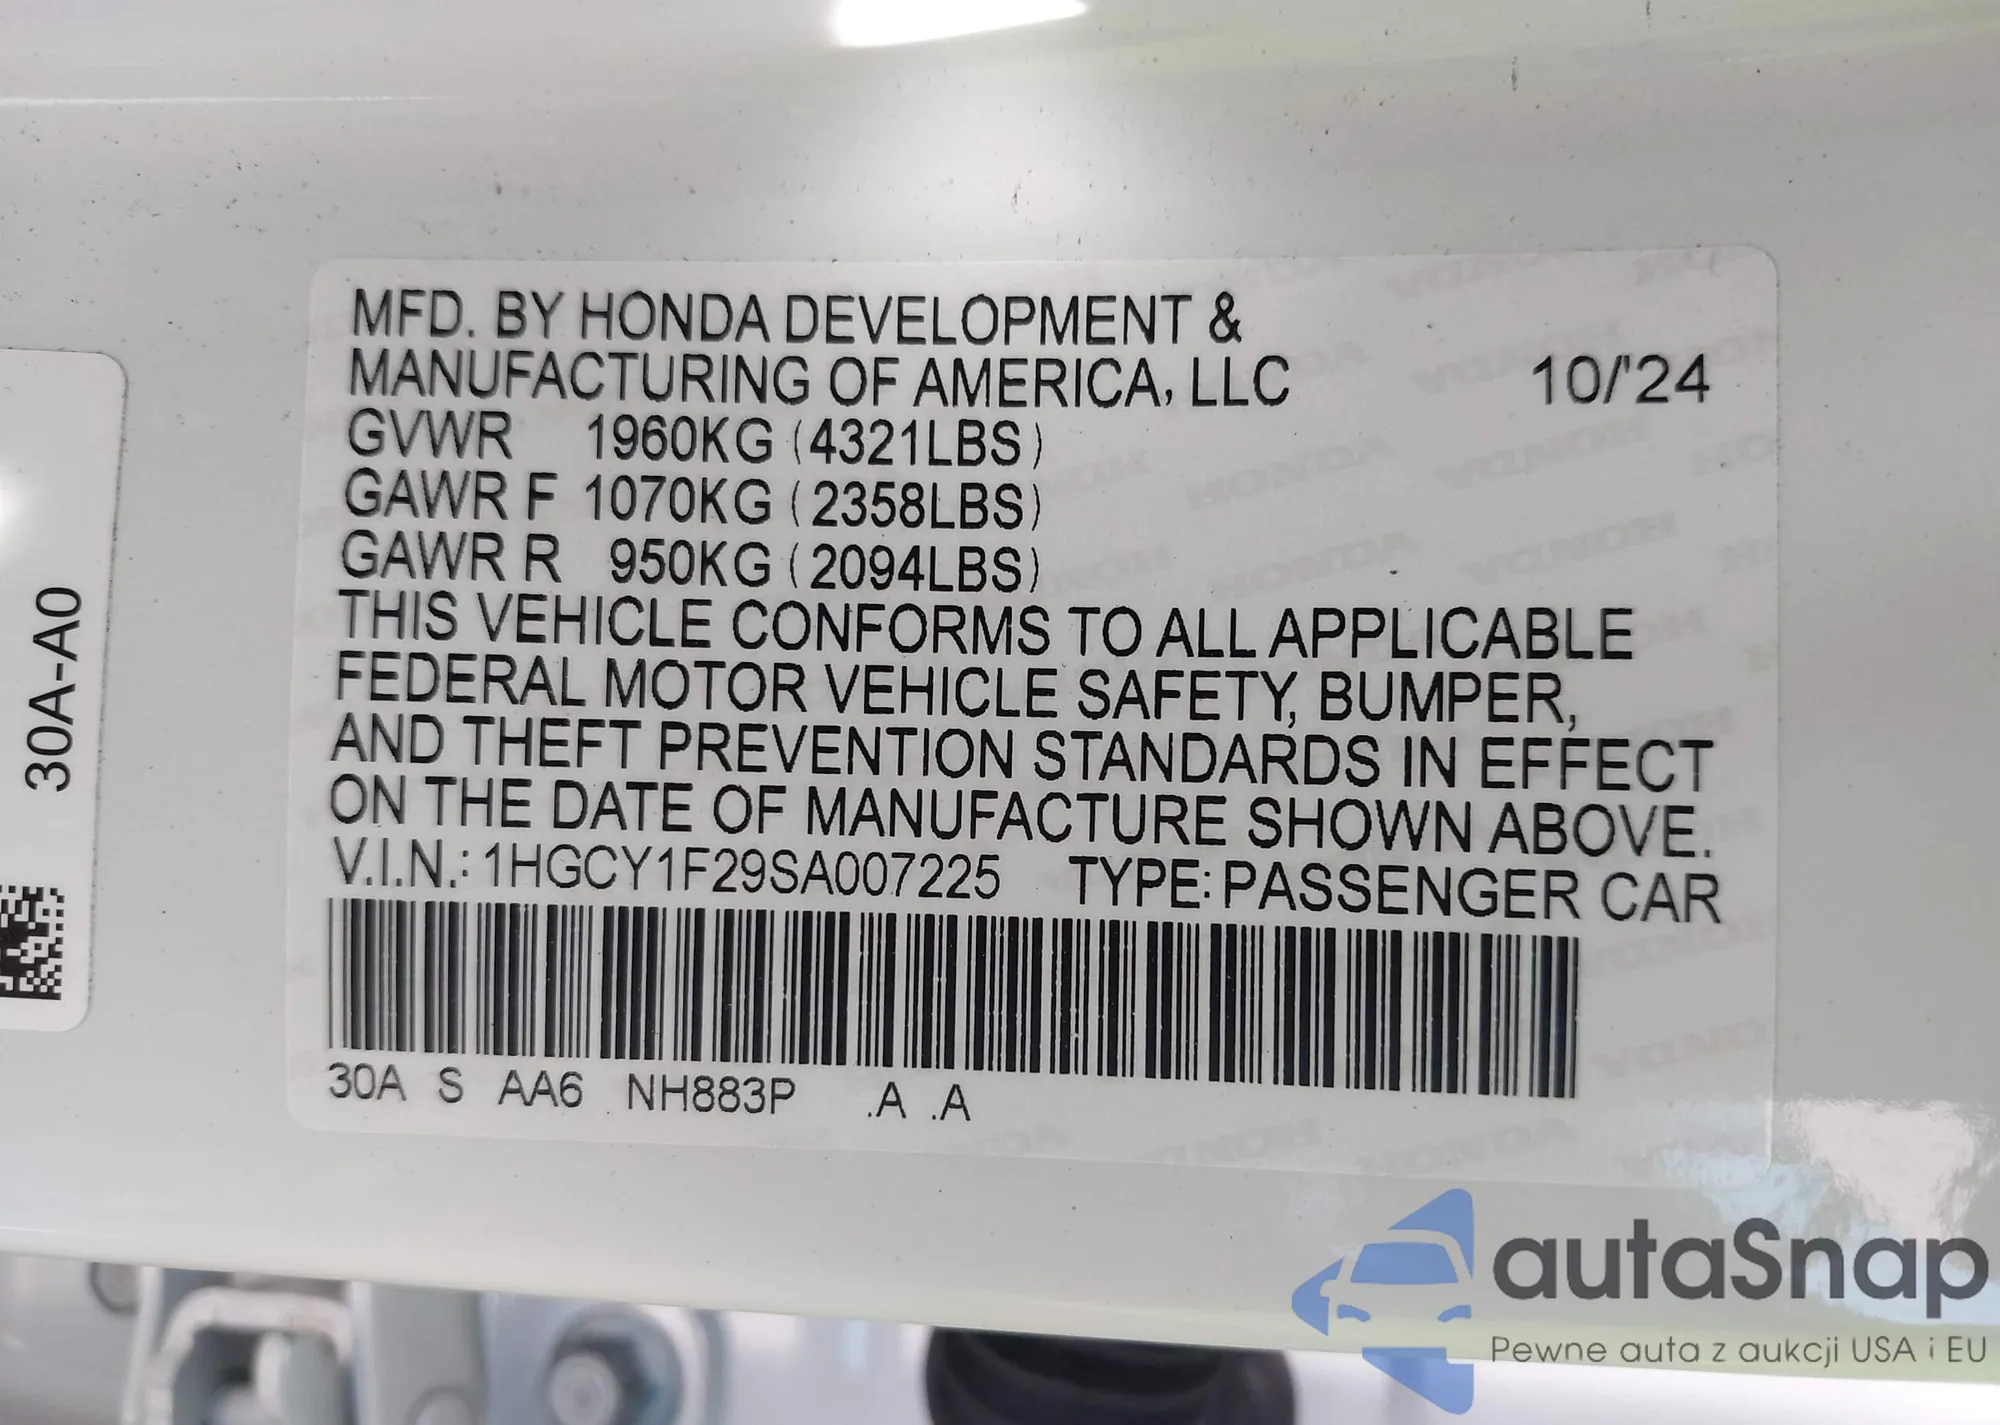 MFD. BY HONDA DEVELOPMENT &
MANUFACTURING OF AMERICA, LLC 10/'24
GVWR 1960KG (4321LBS)
GAWR F 1070KG (2358LBS)
GAWR R 950KG (2094LBS)
THIS VEHICLE CONFORMS TO ALL APPLICABLE
FEDERAL MOTOR VEHICLE SAFETY, BUMPER,
AND THEFT PREVENTION STANDARDS IN EFFECT
ON THE DATE OF MANUFACTURE SHOWN ABOVE.
V.I.N.: 1HGCY1F29SA007225 TYPE: PASSENGER CAR
30A S AA6 NH883P .A .A
30A-A0
autaSnap
Pewne auta z aukcji USA i EU